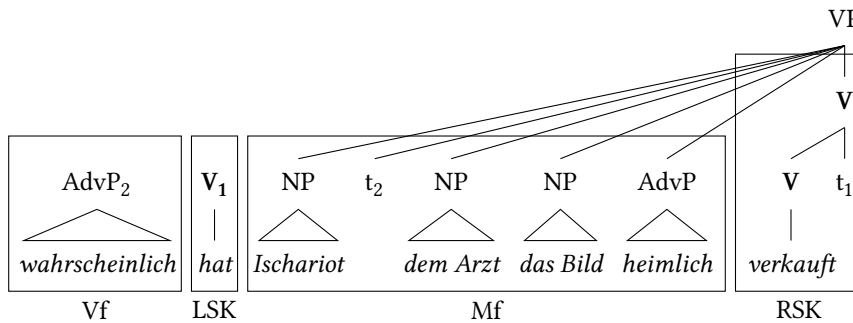 VP
V
AdvP₂ V₁ NP t₂ NP NP AdvP V t₁
wahrscheinlich hat Ischariot dem Arzt das Bild heimlich verkauft
Vf LSK Mf RSK